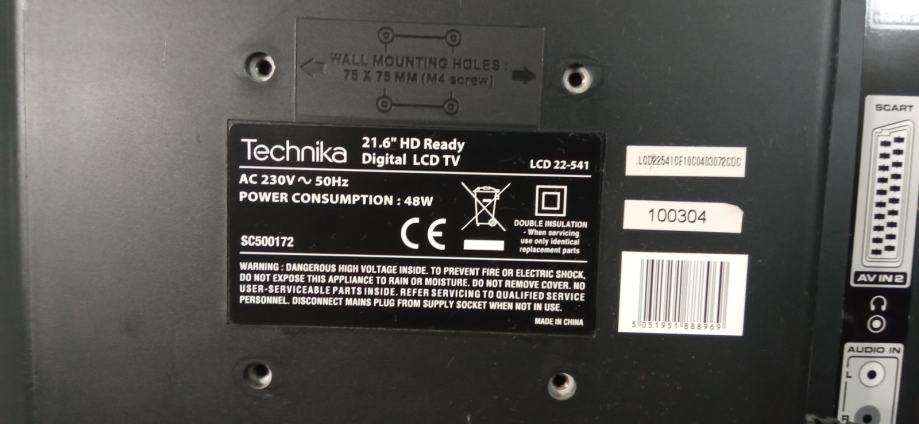 WALL MOUNTING HOLES :
75 X 75 MM (M4 screw)
Technika
21.6" HD Ready
Digital LCD TV
LCD 22-541
AC 230V ~ 50Hz
POWER CONSUMPTION : 48W
CE
DOUBLE INSULATION
- When servicing
use only identical
replacement parts
SC500172
WARNING : DANGEROUS HIGH VOLTAGE INSIDE. TO PREVENT FIRE OR ELECTRIC SHOCK,
DO NOT EXPOSE THIS APPLIANCE TO RAIN OR MOISTURE. DO NOT REMOVE COVER. NO
USER-SERVICEABLE PARTS INSIDE. REFER SERVICING TO QUALIFIED SERVICE
PERSONNEL. DISCONNECT MAINS PLUG FROM SUPPLY SOCKET WHEN NOT IN USE.
MADE IN CHINA
100304
5 051951 888969
SCART
AV IN 2
AUDIO IN
L
R